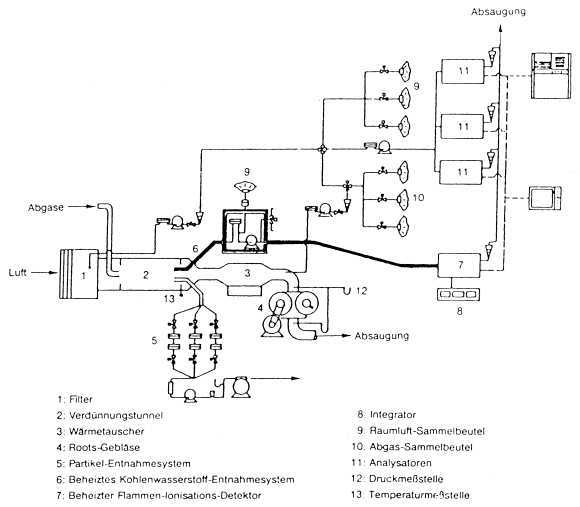 Absaugung
11
9
11
11
9
10
Abgase
6
Luft
1
2
3
7
13
4
12
8
Absaugung
5
1: Filter
2: Verdünnungstunnel
3: Wärmetauscher
4: Roots-Gebläse
5: Partikel-Entnahmesystem
6: Beheiztes Kohlenwasserstoff-Entnahmesystem
7: Beheizter Flammen-Ionisations-Detektor
8: Integrator
9: Raumluft-Sammelbeutel
10: Abgas-Sammelbeutel
11: Analysatoren
12: Druckmeßstelle
13: Temperaturmeßstelle